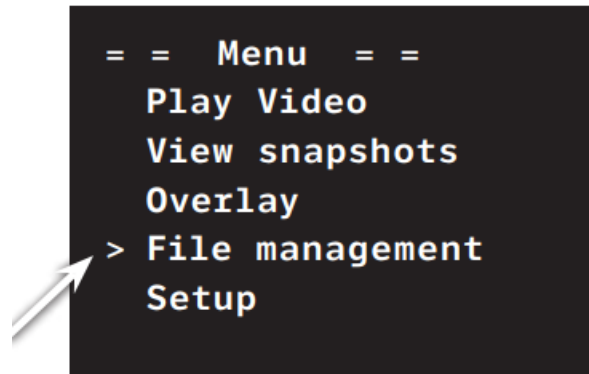 = = Menu = =
Play Video
View snapshots
Overlay
> File management
Setup